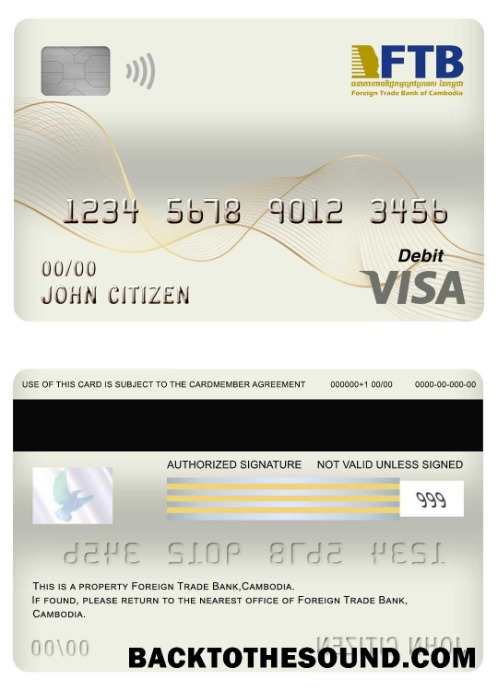 FTB
Foreign Trade Bank of Cambodia
1234 5678 9012 3456
00/00
JOHN CITIZEN
Debit
VISA
USE OF THIS CARD IS SUBJECT TO THE CARDMEMBER AGREEMENT 000000+1 00/00 0000-00-000-00
AUTHORIZED SIGNATURE NOT VALID UNLESS SIGNED
999
THIS IS A PROPERTY FOREIGN TRADE BANK,CAMBODIA.
IF FOUND, PLEASE RETURN TO THE NEAREST OFFICE OF FOREIGN TRADE BANK,
CAMBODIA.
00/00
BACKTOTHESOUND.COM